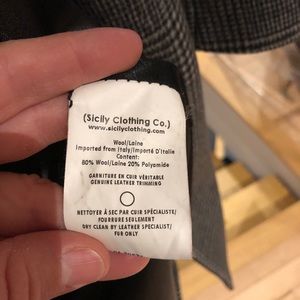 (Sicily Clothing Co.)
www.sicilyclothing.com
Wool/Laine
Imported from Italy/Importé D'Italie
Content:
80% Wool/Laine 20% Polyamide
GARNITURE EN CUIR VÉRITABLE
GENUINE LEATHER TRIMMING
NETTOYER À SEC PAR CUIR SPÉCIALISTE/
FOURRURE SEULEMENT
DRY CLEAN BY LEATHER SPECIALIST/
FUR ONLY